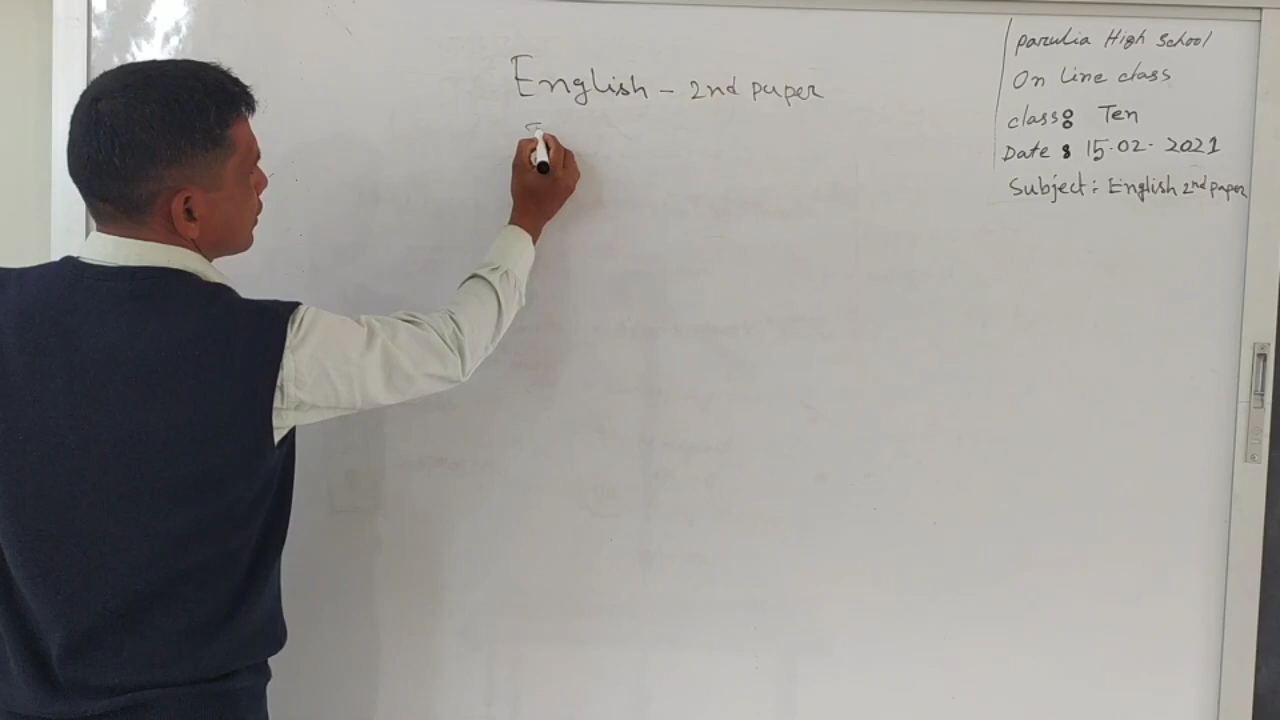 English - 2nd paper
Parulia High School
On Line class
class: Ten
Date : 15.02.2021
Subject: English 2nd paper